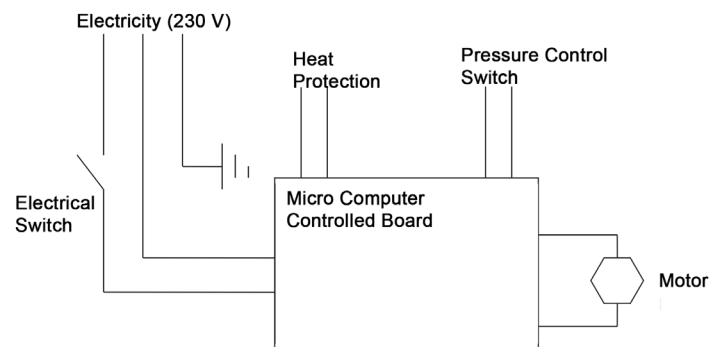 Electricity (230 V)
Heat
Protection
Pressure Control
Switch
Electrical
Switch
Micro Computer
Controlled Board
Motor